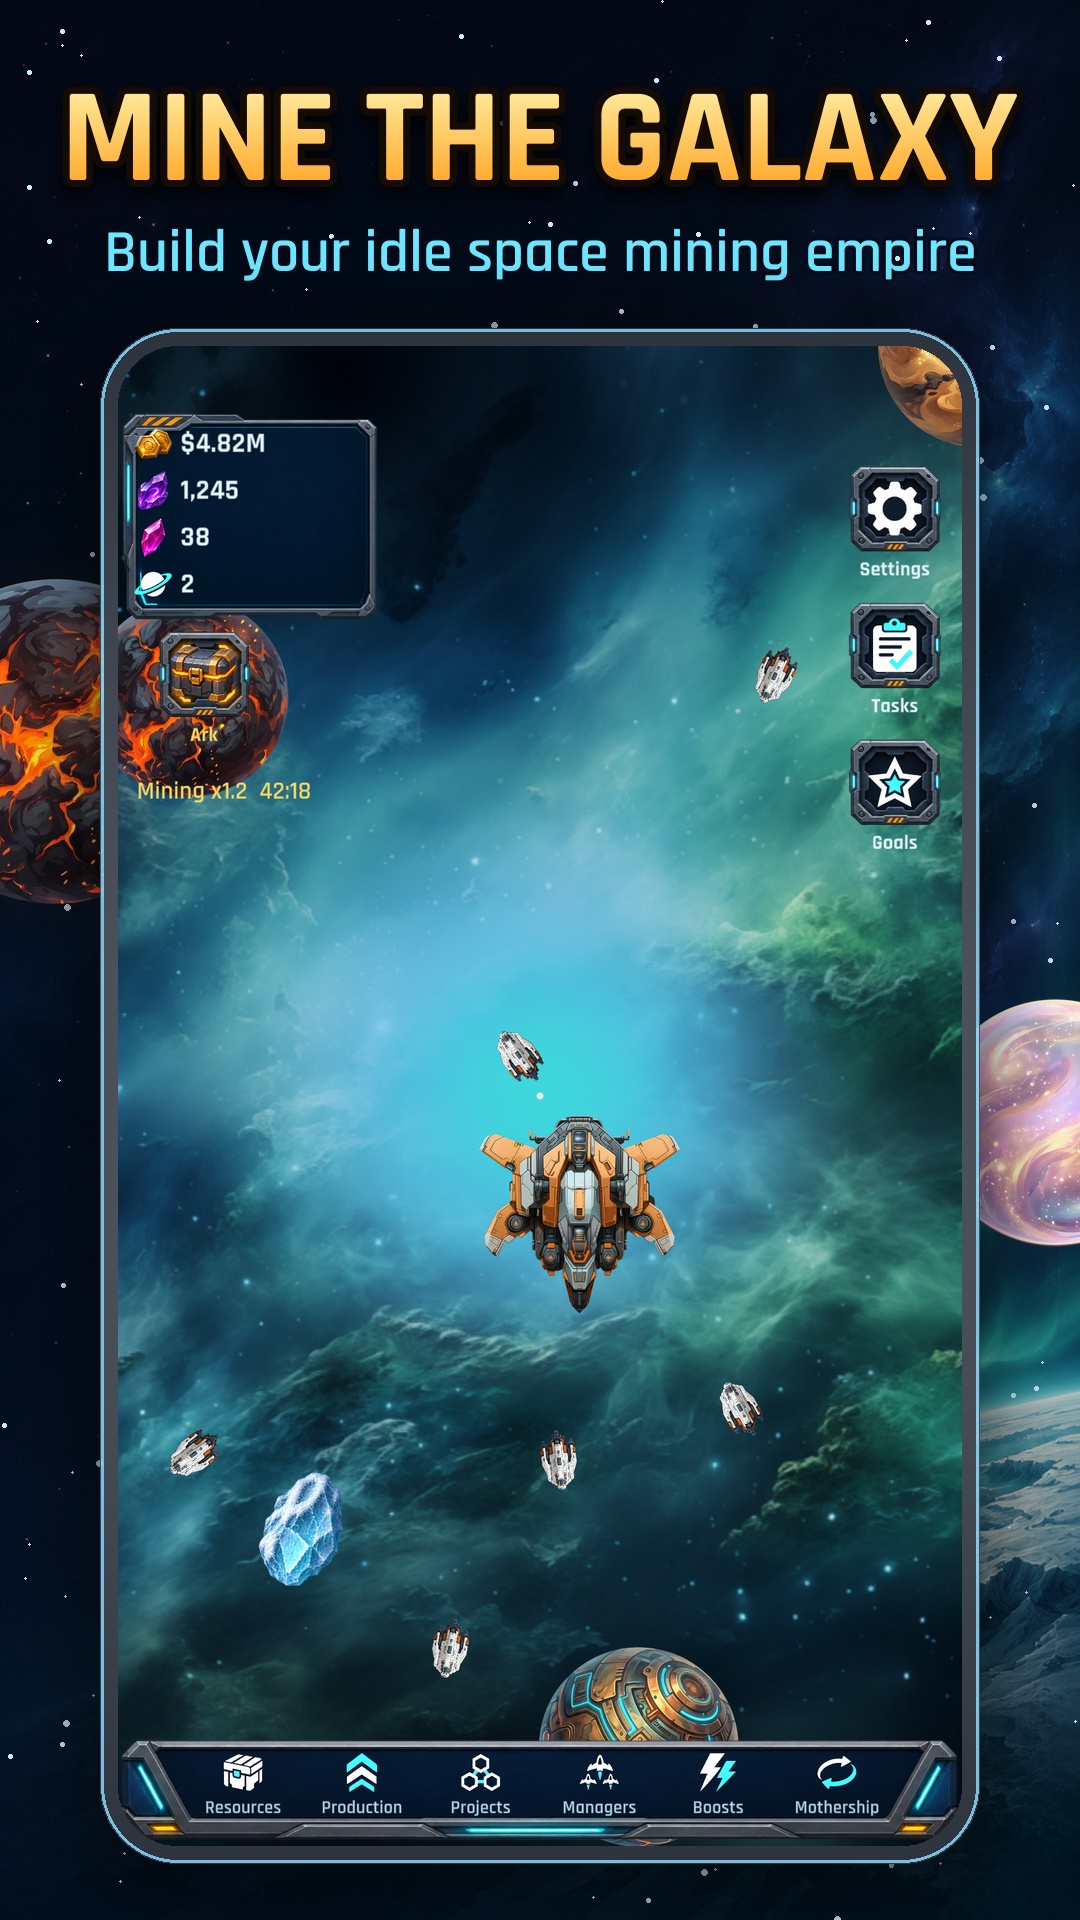 MINE THE GALAXY
Build your idle space mining empire
$4.82M
1,245
38
2
Settings
Tasks
Ark
Mining x1.2 42:18
Goals
Resources Production Projects Managers Boosts Mothership